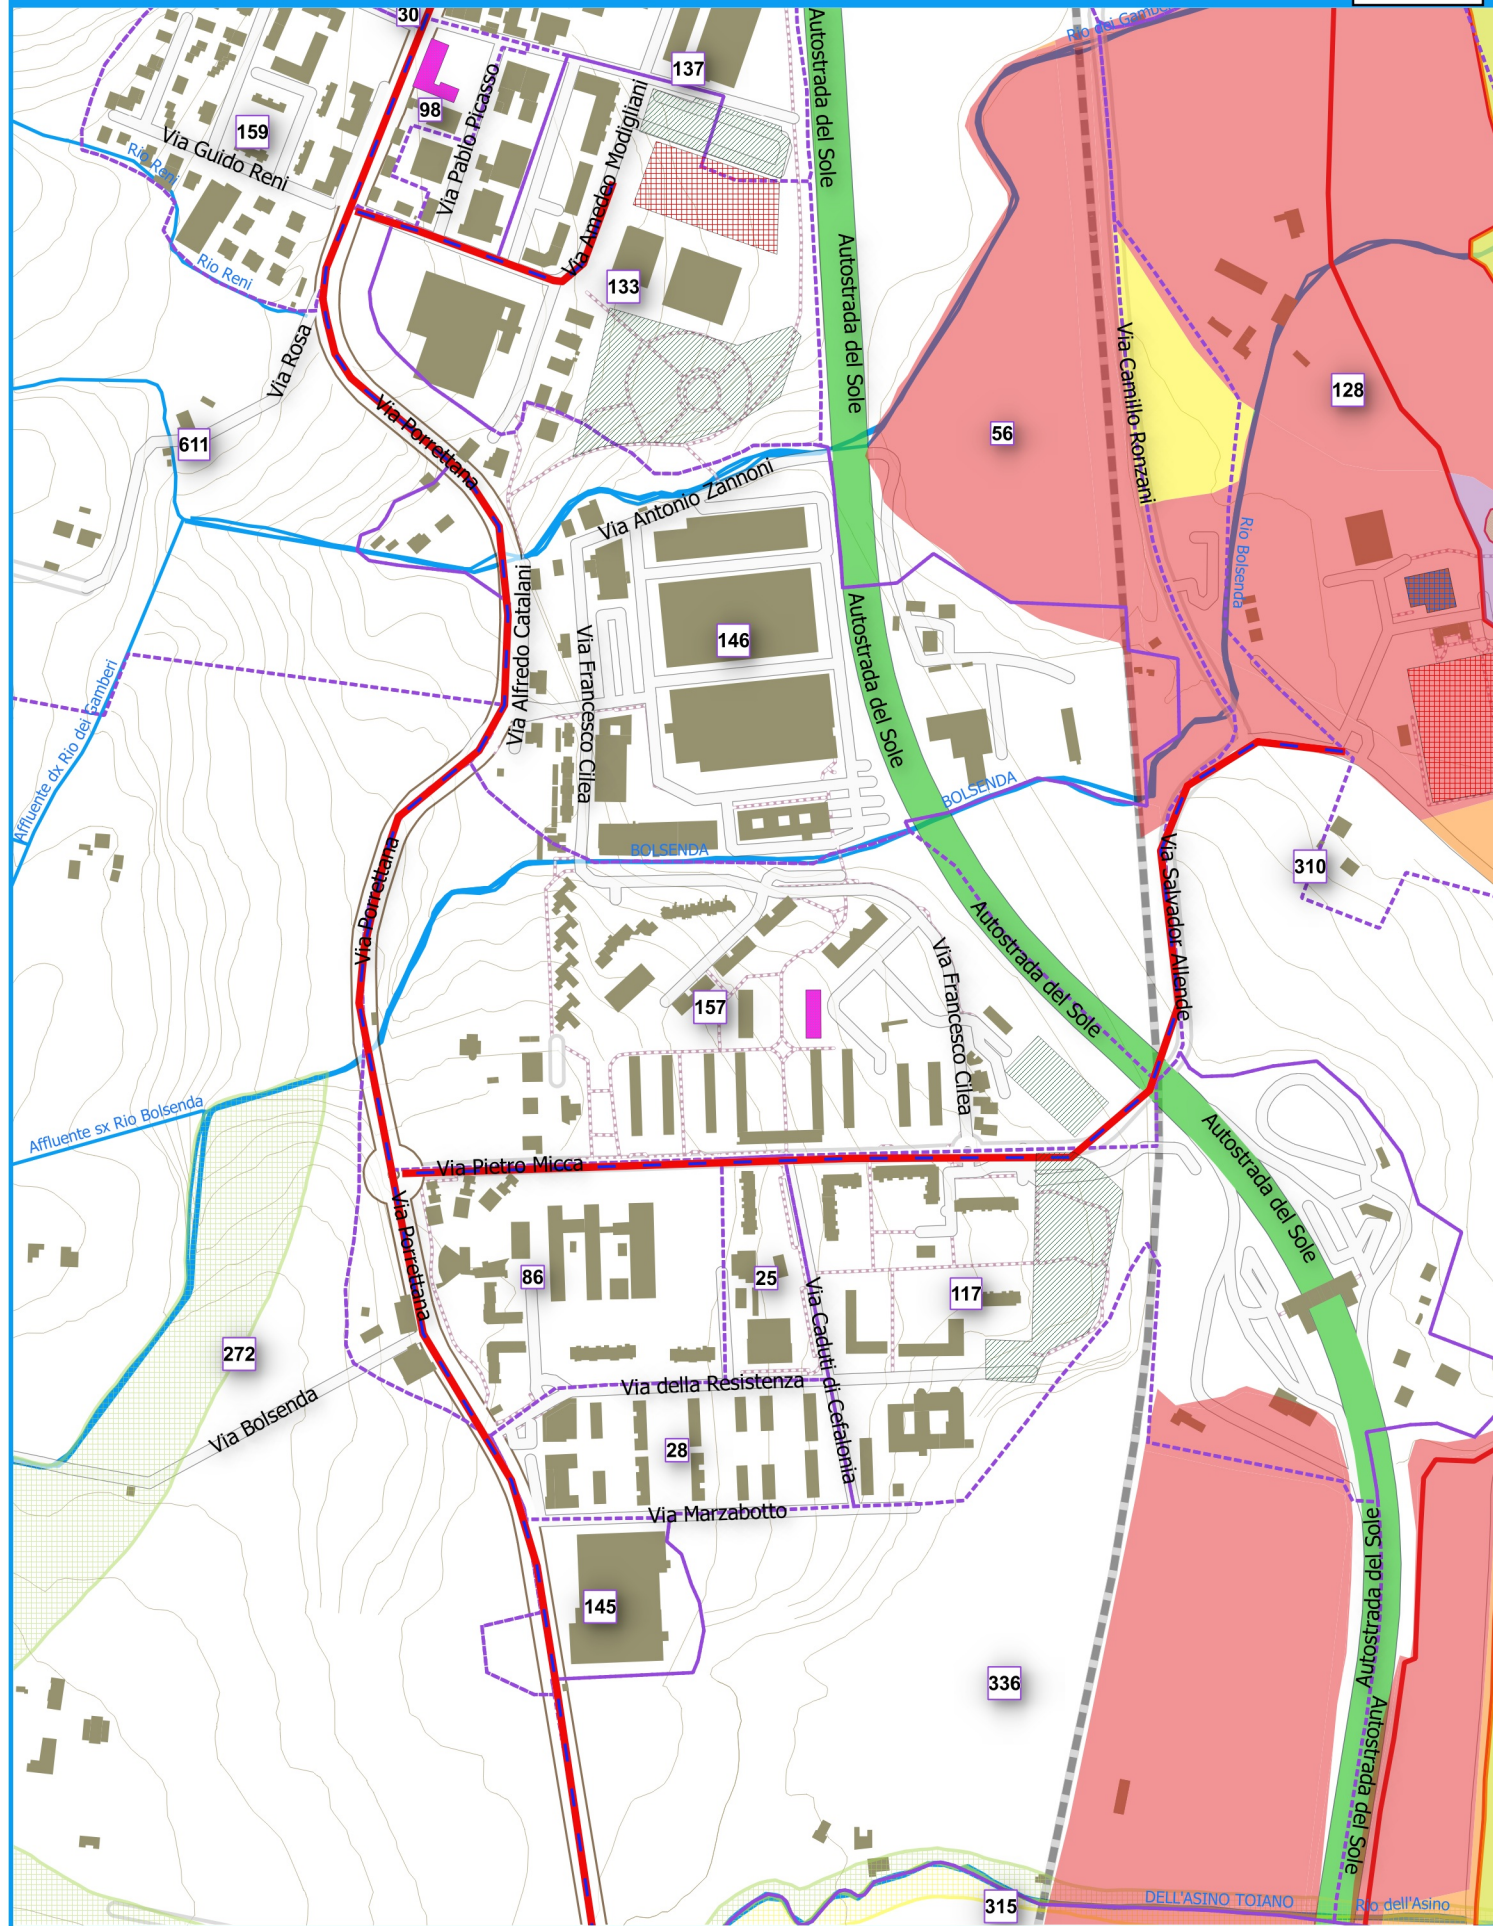 30
Autostrada del Sole
Rio dei Gamberi
137
98
159
Via Guido Reni
Via Pablo Picasso
Via Amedeo Modigliani
Rio Reni
Rio Reni
133
Autostrada del Sole
Via Rosa
Via Camillo Ronzani
128
Via Porrettana
611
56
Via Antonio Zannoni
Rio Bolsenda
Via Alfredo Catalani
146
Via Francesco Cilea
Autostrada del Sole
Affluente dx Rio dei Gamberi
BOLSENDA
BOLSENDA
Via Porrettana
310
Via Salvador Allende
Autostrada del Sole
Via Francesco Cilea
157
Affluente sx Rio Bolsenda
Via Pietro Micca
Autostrada del Sole
Via Porrettana
86
25
117
Via Caduti di Cefalonia
272
Via della Resistenza
Via Bolsenda
28
Via Marzabotto
Autostrada del Sole
145
336
Autostrada del Sole
DELL'ASINO TOIANO
Rio dell'Asino
315